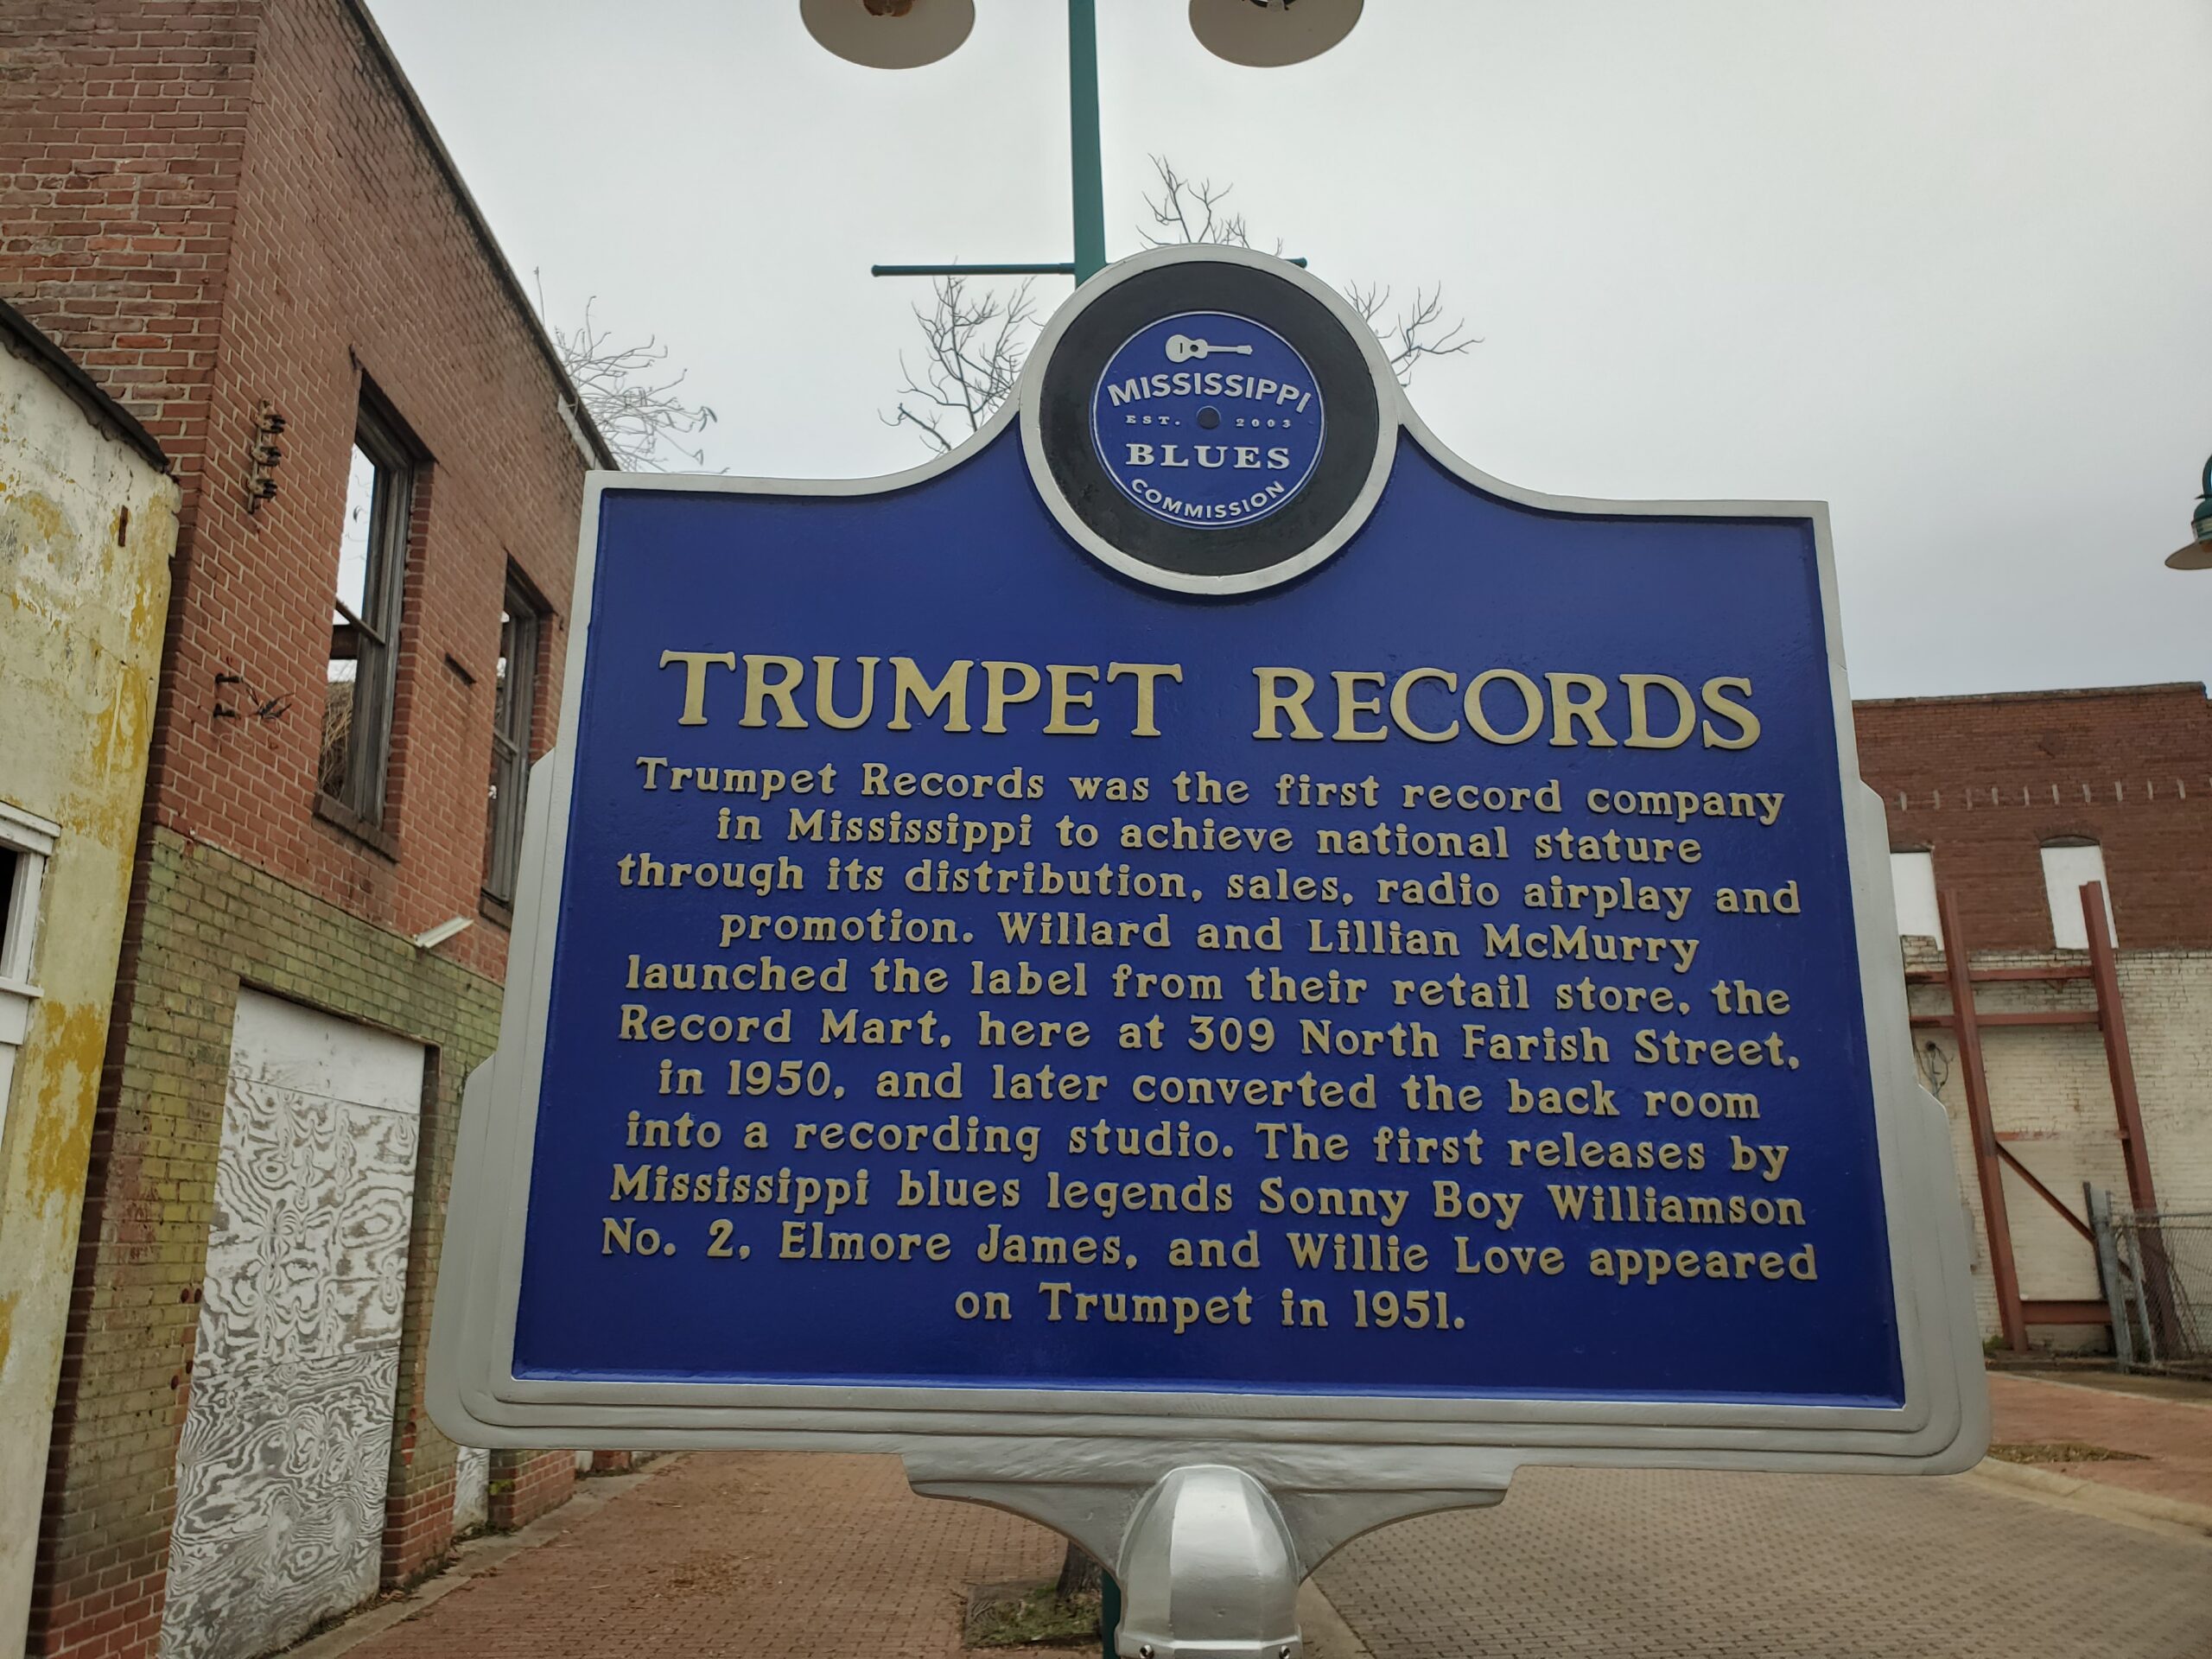 MISSISSIPPI
EST. 2003
BLUES
COMMISSION
TRUMPET RECORDS
Trumpet Records was the first record company
in Mississippi to achieve national stature
through its distribution, sales, radio airplay and
promotion. Willard and Lillian McMurry
launched the label from their retail store, the
Record Mart, here at 309 North Farish Street,
in 1950, and later converted the back room
into a recording studio. The first releases by
Mississippi blues legends Sonny Boy Williamson
No. 2, Elmore James, and Willie Love appeared
on Trumpet in 1951.